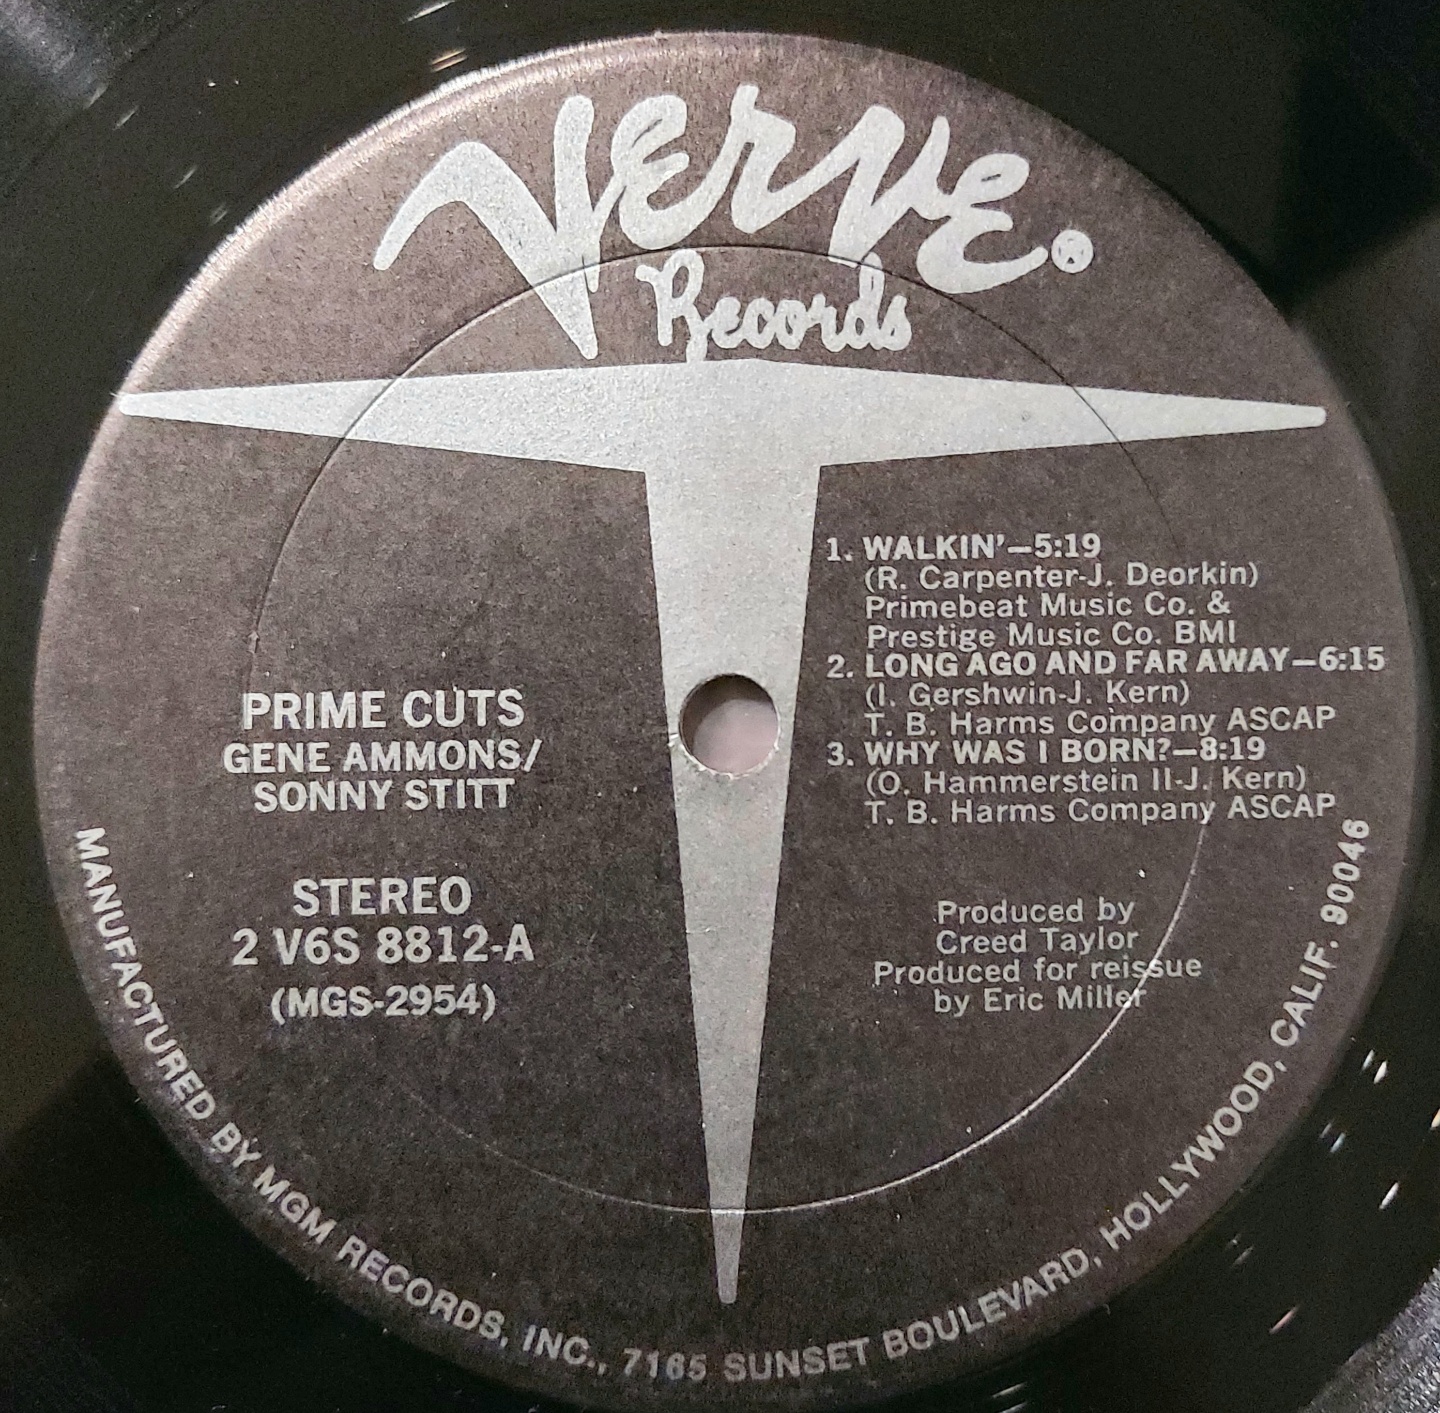 Verve®
Records
PRIME CUTS
GENE AMMONS/
SONNY STITT
STEREO
2 V6S 8812-A
(MGS-2954)
1. WALKIN'—5:19
(R. Carpenter-J. Deorkin)
Primebeat Music Co. &
Prestige Music Co. BMI
2. LONG AGO AND FAR AWAY—6:15
(I. Gershwin-J. Kern)
T. B. Harms Company ASCAP
3. WHY WAS I BORN?—8:19
(O. Hammerstein II-J. Kern)
T. B. Harms Company ASCAP
Produced by
Creed Taylor
Produced for reissue
by Eric Miller
MANUFACTURED BY MGM RECORDS, INC., 7165 SUNSET BOULEVARD, HOLLYWOOD, CALIF. 90046